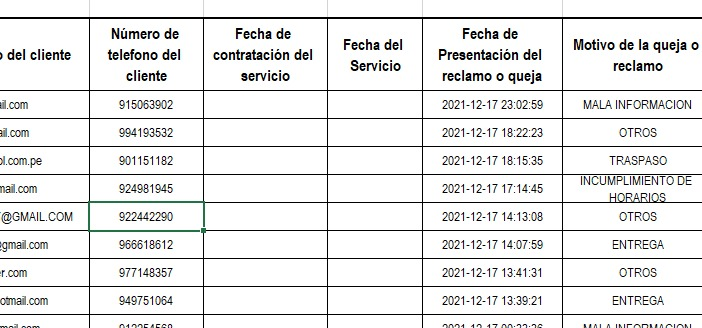 o del cliente
Número de
telefono del
cliente
Fecha de
contratación del
servicio
Fecha del
Servicio
Fecha de
Presentación del
reclamo o queja
Motivo de la queja o
reclamo
ail.com 915063902 2021-12-17 23:02:59 MALA INFORMACION
ail.com 994193532 2021-12-17 18:22:23 OTROS
ol.com.pe 901151182 2021-12-17 18:15:35 TRASPASO
mail.com 924981945 2021-12-17 17:14:45 INCUMPLIMIENTO DE
HORARIOS
@GMAIL.COM 922442290 2021-12-17 14:13:08 OTROS
@gmail.com 966618612 2021-12-17 14:07:59 ENTREGA
er.com 977148357 2021-12-17 13:41:31 OTROS
otmail.com 949751064 2021-12-17 13:39:21 ENTREGA